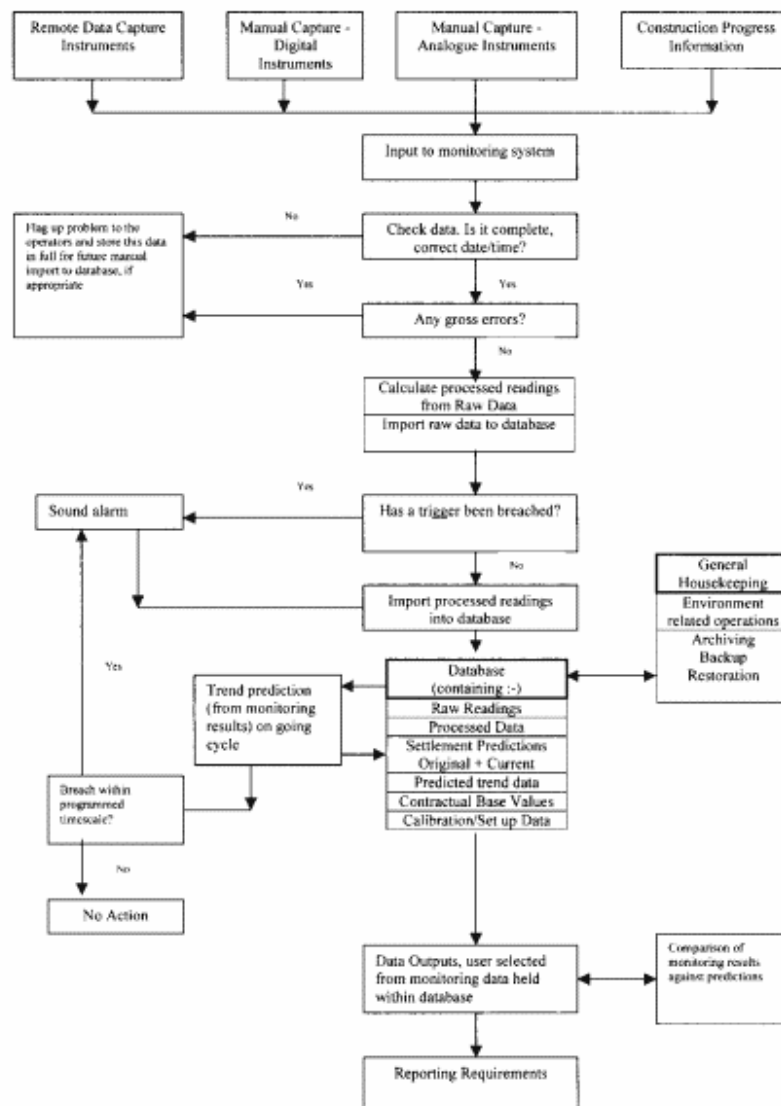 Remote Data Capture
Instruments
Manual Capture -
Digital
Instruments
Manual Capture -
Analogue Instruments
Construction Progress
Information
Input to monitoring system
No
Flag up problem to the
operators and store this data
in full for future manual
import to database, if
appropriate
Check data. Is it complete,
correct date/time?
Yes
Yes
Any gross errors?
No
Calculate processed readings
from Raw Data
Import raw data to database
Yes
Sound alarm
Has a trigger been breached?
No
General
Housekeeping
Environment
related operations
Archiving
Backup
Restoration
Import processed readings
into database
Yes
Trend prediction
(from monitoring
results) on going
cycle
Database
(containing :-)
Raw Readings
Processed Data
Settlement Predictions
Original + Current
Predicted trend data
Contractual Base Values
Calibration/Set up Data
Breach within
programmed
timescale?
No
No Action
Data Outputs, user selected
from monitoring data held
within database
Comparison of
monitoring results
against predictions
Reporting Requirements